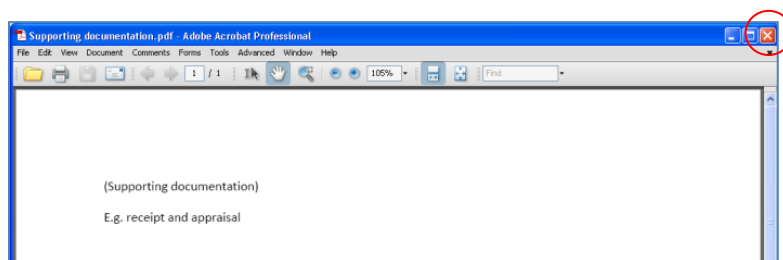 Supporting documentation.pdf - Adobe Acrobat Professional
File Edit View Document Comments Forms Tools Advanced Window Help
1 / 1 105% Find
(Supporting documentation)
E.g. receipt and appraisal